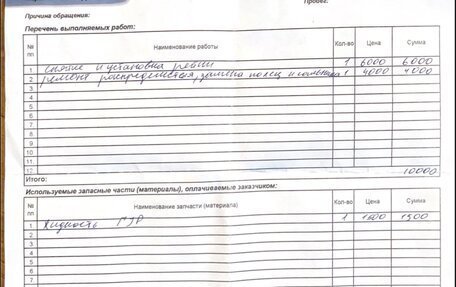 Пробег:
Причина обращения:
Перечень выполняемых работ:
№ пп Наименование работы Кол-во Цена Сумма
1 снятие и установка рейки 1 6000 6000
2 ремонт распределителя, замена колец и сальника 1 4000 4000
3
4
5
6
7
8
9
10
11
12
Итого: 10000
Используемые запасные части (материалы), оплачиваемые заказчиком:
№ пп Наименование запчасти (материала) Кол-во Цена Сумма
1 Жидкость ГУР 1 1500 1500
2
3
4
5
6
7